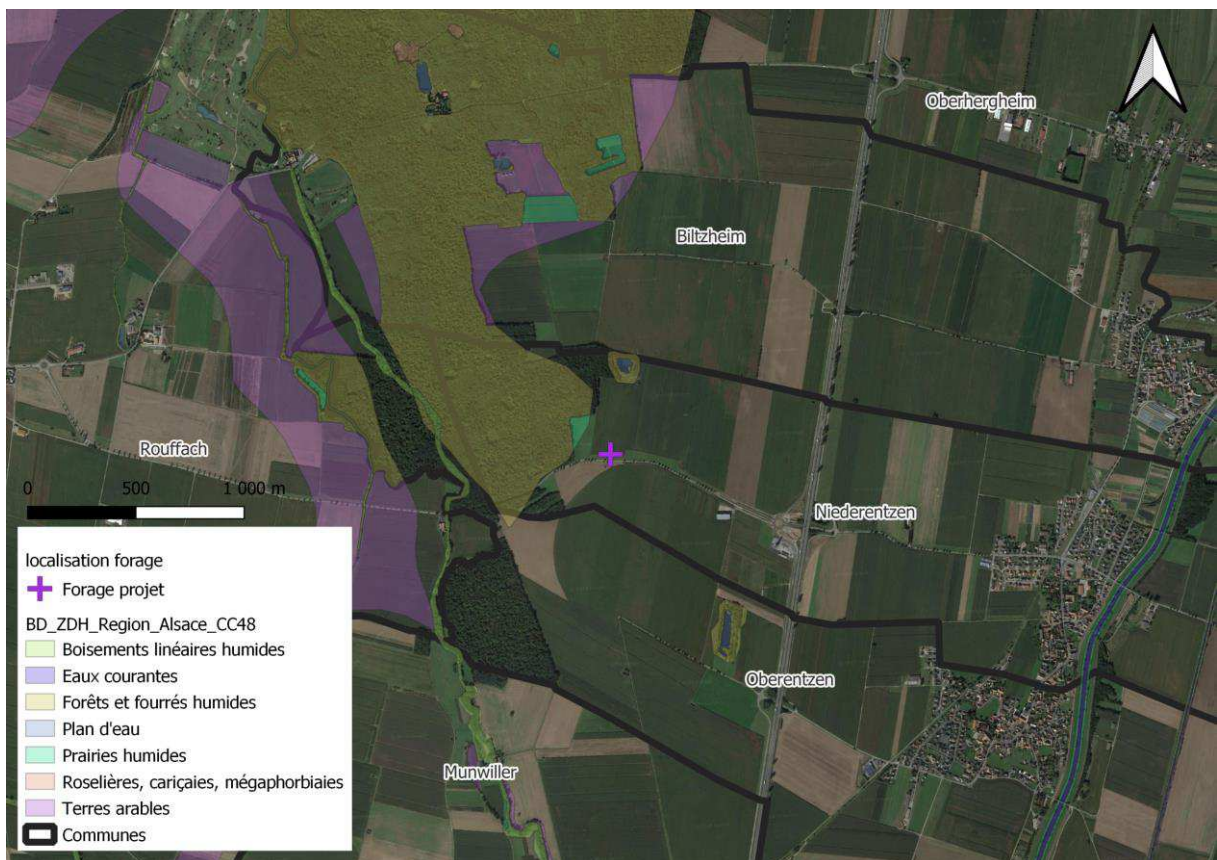 Oberhergheim
Biltzheim
Rouffach
0 500 1 000 m
Niederentzen
Oberentzen
Munwiller
localisation forage
Forage projet
BD_ZDH_Region_Alsace_CC48
Boisements linéaires humides
Eaux courantes
Forêts et fourrés humides
Plan d'eau
Prairies humides
Roselières, cariçaies, mégaphorbiaies
Terres arables
Communes